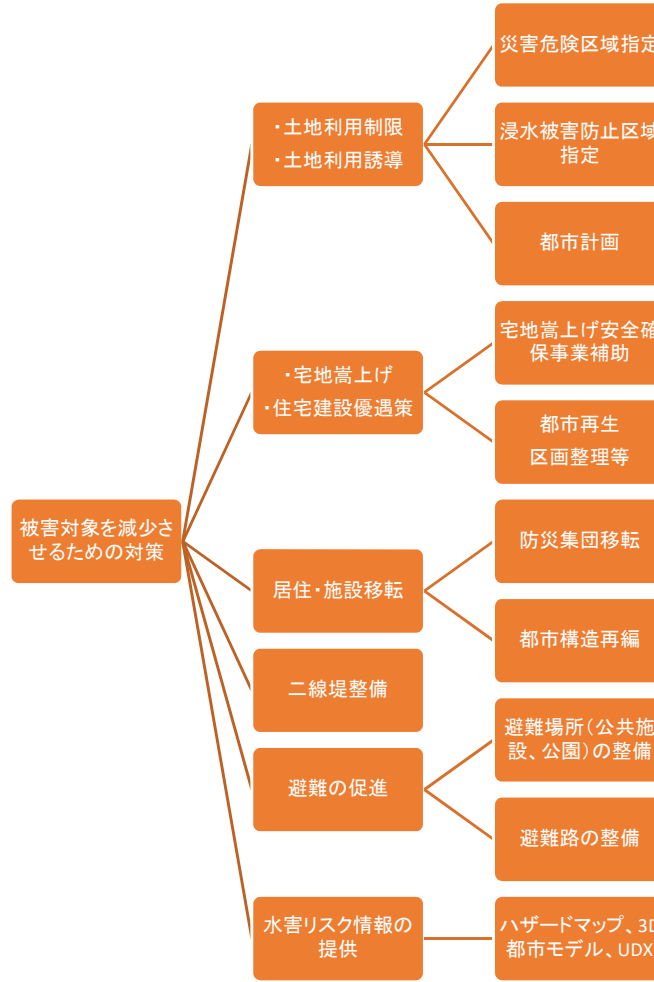 被害対象を減少さ
せるための対策
・土地利用制限
・土地利用誘導
災害危険区域指定
浸水被害防止区域
指定
都市計画
・宅地嵩上げ
・住宅建設優遇策
宅地嵩上げ安全確
保事業補助
都市再生
区画整理等
居住・施設移転
防災集団移転
都市構造再編
二線堤整備
避難の促進
避難場所（公共施
設、公園）の整備
避難路の整備
水害リスク情報の
提供
ハザードマップ、3D
都市モデル、UDX